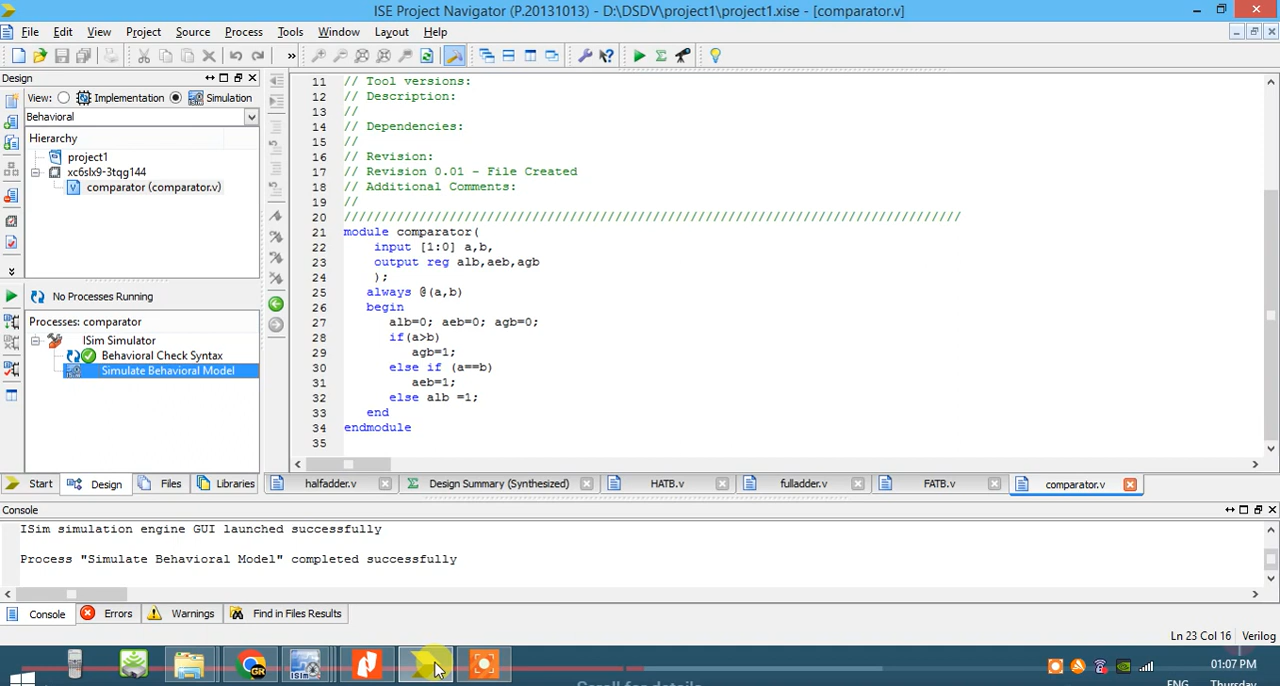 ISE Project Navigator (P.20131013) - D:\DSDV\project1\project1.xise - [comparator.v]
File Edit View Project Source Process Tools Window Layout Help
Design
View: Implementation Simulation
Behavioral
Hierarchy
project1
xc6slx9-3tqg144
comparator (comparator.v)
No Processes Running
Processes: comparator
ISim Simulator
Behavioral Check Syntax
Simulate Behavioral Model
Start Design Files Libraries
11 // Tool versions:
12 // Description:
13 //
14 // Dependencies:
15 //
16 // Revision:
17 // Revision 0.01 - File Created
18 // Additional Comments:
19 //
20 //////////////////////////////////////////////////////////////////////////////////
21 module comparator(
22 input [1:0] a,b,
23 output reg alb,aeb,agb
24 );
25 always @(a,b)
26 begin
27 alb=0; aeb=0; agb=0;
28 if(a>b)
29 agb=1;
30 else if (a==b)
31 aeb=1;
32 else alb =1;
33 end
34 endmodule
35
halfadder.v Design Summary (Synthesized) HATB.v fulladder.v FATB.v comparator.v
Console
ISim simulation engine GUI launched successfully
Process "Simulate Behavioral Model" completed successfully
Console Errors Warnings Find in Files Results
Ln 23 Col 16 Verilog
GR
ISim
01:07 PM
Scroll for details
ENG Thursday